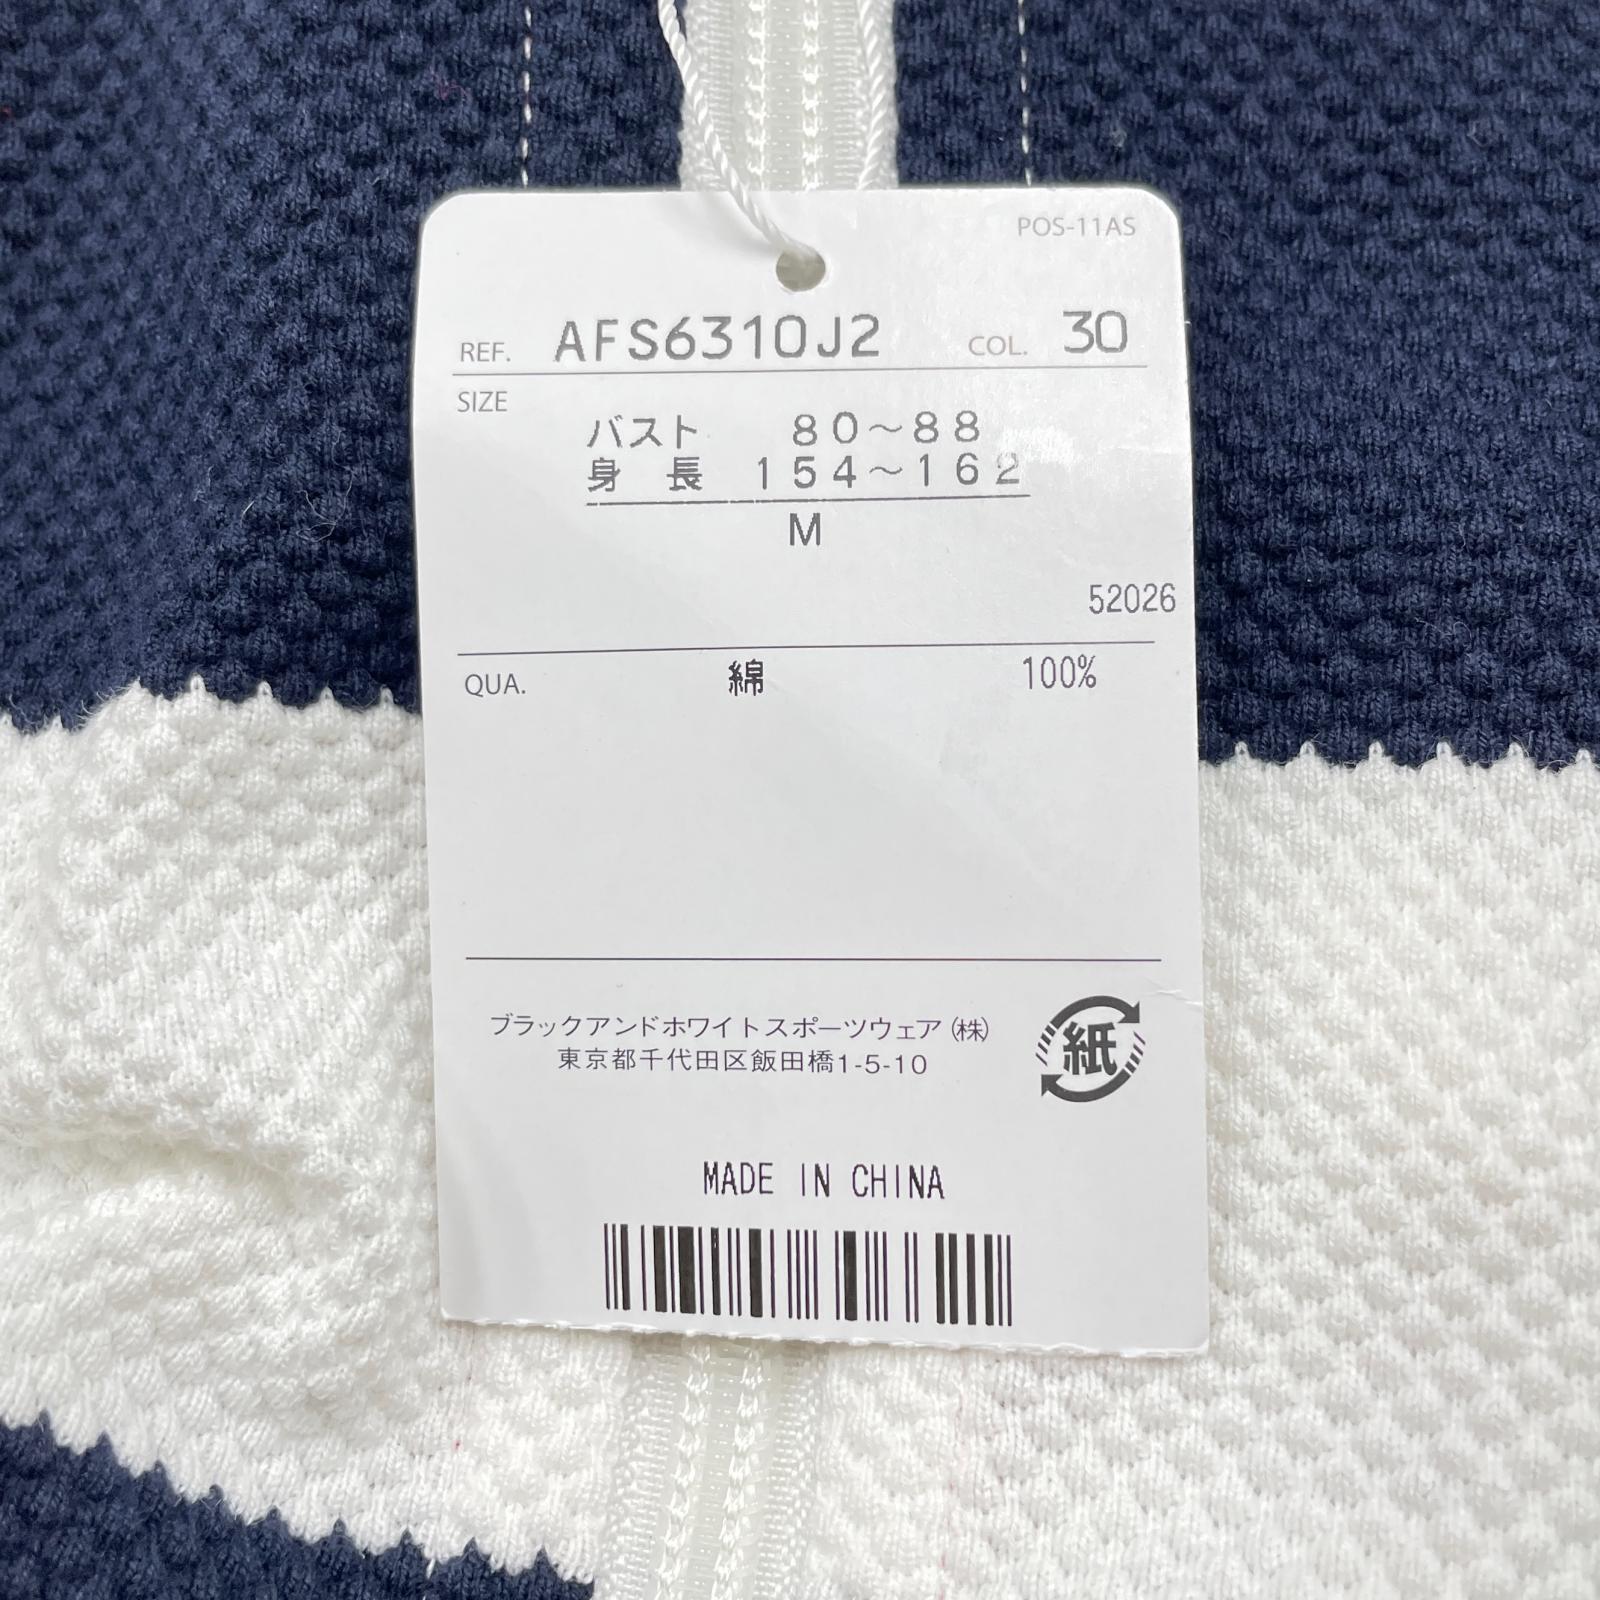 POS-11AS
REF. AFS6310J2 COL. 30
SIZE
バスト 80～88
身長 154～162
M
52026
QUA. 綿 100%
ブラックアンドホワイトスポーツウェア(株)
東京都千代田区飯田橋1-5-10
紙
MADE IN CHINA